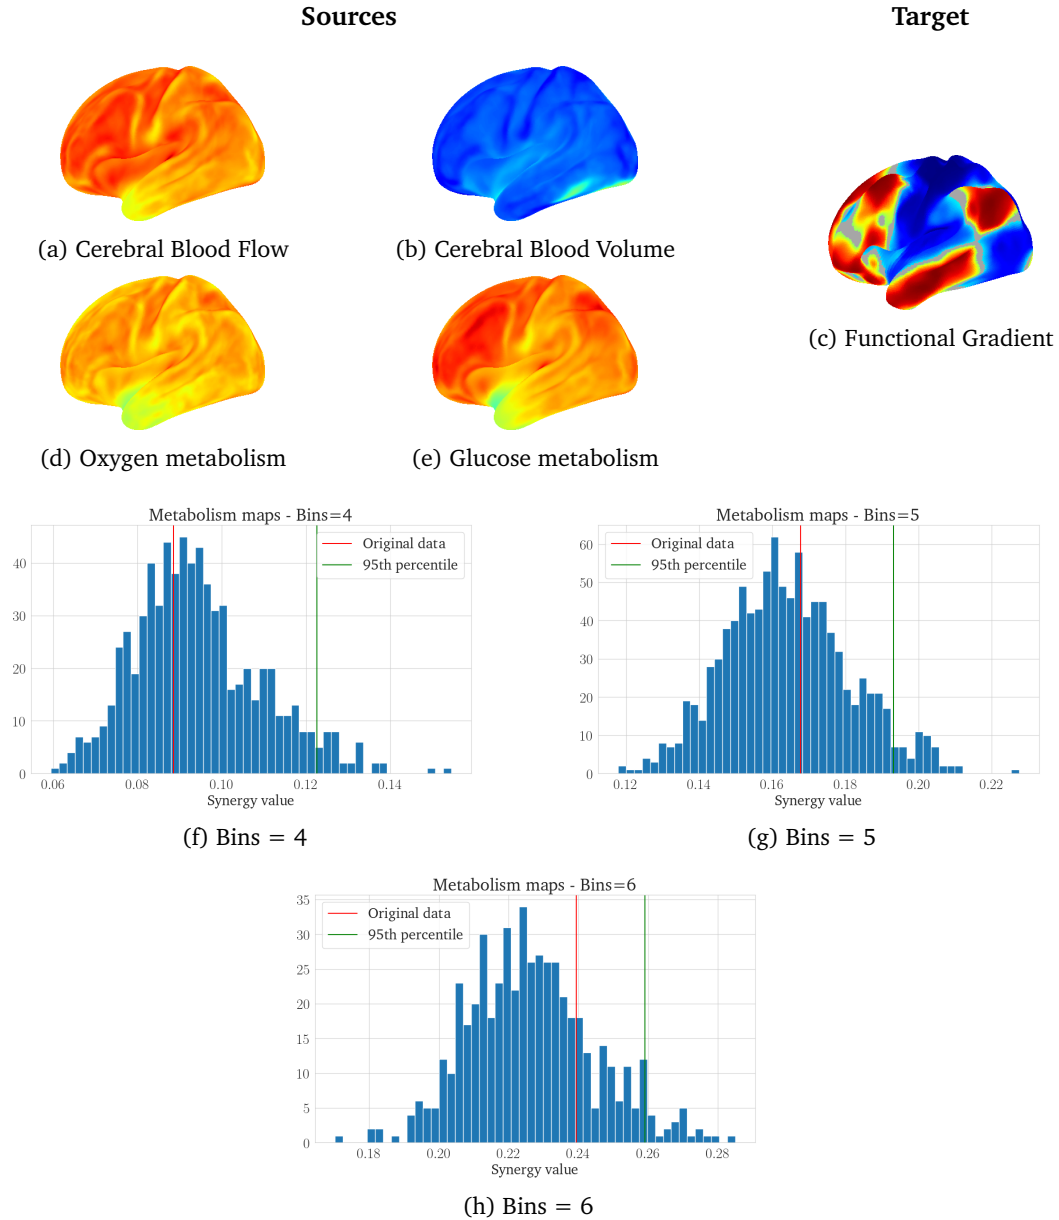 Sources
Target
(a) Cerebral Blood Flow
(b) Cerebral Blood Volume
(c) Functional Gradient
(d) Oxygen metabolism
(e) Glucose metabolism
Metabolism maps - Bins=4
Original data
95th percentile
40
30
20
10
0
0.06 0.08 0.10 0.12 0.14
Synergy value
(f) Bins = 4
Metabolism maps - Bins=5
Original data
95th percentile
60
50
40
30
20
10
0
0.12 0.14 0.16 0.18 0.20 0.22
Synergy value
(g) Bins = 5
Metabolism maps - Bins=6
Original data
95th percentile
35
30
25
20
15
10
5
0
0.18 0.20 0.22 0.24 0.26 0.28
Synergy value
(h) Bins = 6